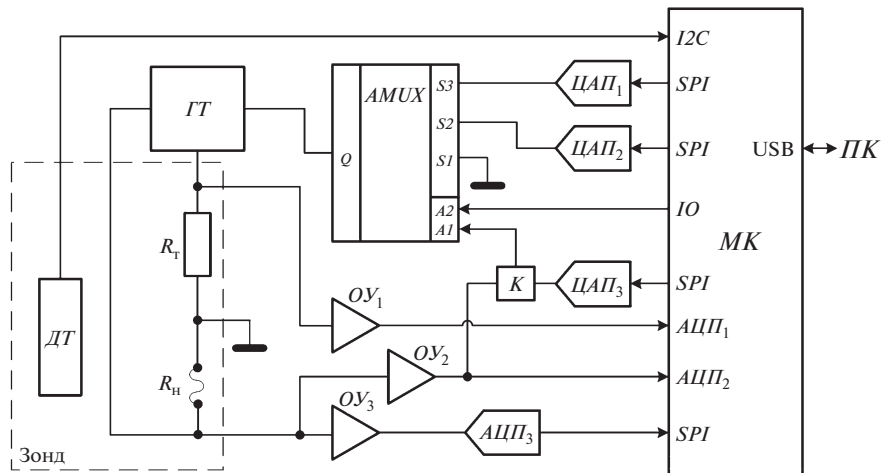 I2C
ГТ
AMUX
S3
ЦАП1
SPI
S2
ЦАП2
SPI
USB
ПК
Q
S1
A2
IO
A1
МК
Rт
K
ЦАП3
SPI
ДТ
ОУ1
АЦП1
ОУ2
АЦП2
Rн
ОУ3
АЦП3
SPI
Зонд